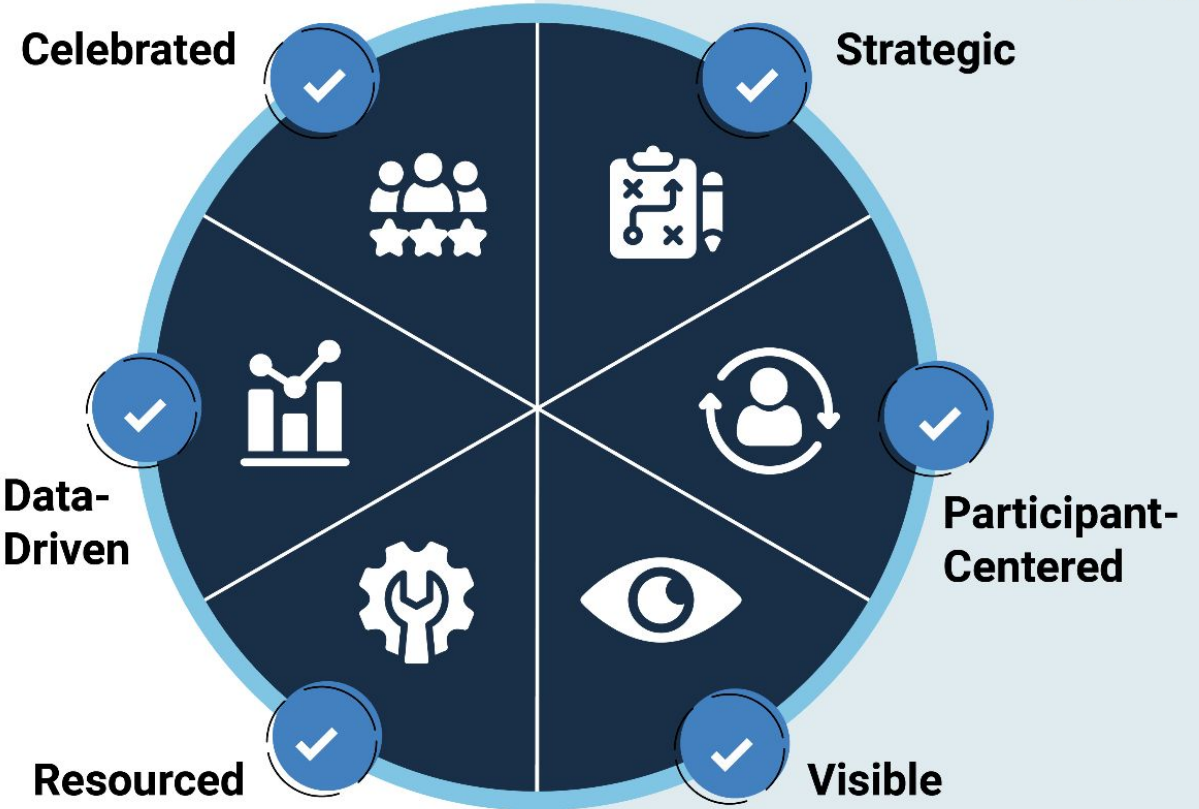 Celebrated
Strategic
Data-
Driven
Participant-
Centered
Resourced
Visible